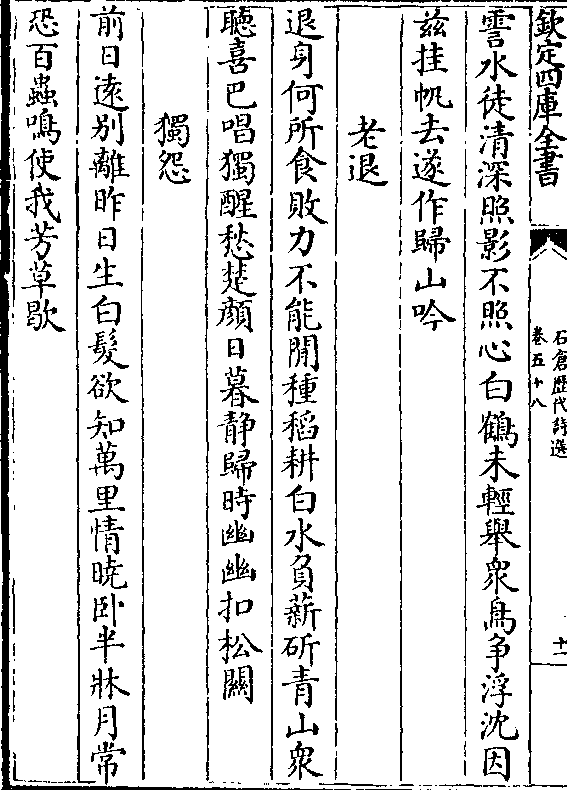 欽定四庫全書
石倉歷代詩選
卷五十八
十一
霅水徒清深照影不照心白鶴未輕舉衆鳥争浮沈因
兹挂帆去遂作歸山吟
老退
退身何所食敗力不能閒種稻耕白水負薪斫青山衆
聽喜巴唱獨醒愁楚顔日暮静歸時幽幽扣松關
獨怨
前日逺别離昨日生白髮欲知萬里情曉卧半牀月常
恐百蟲鳴使我芳草歇